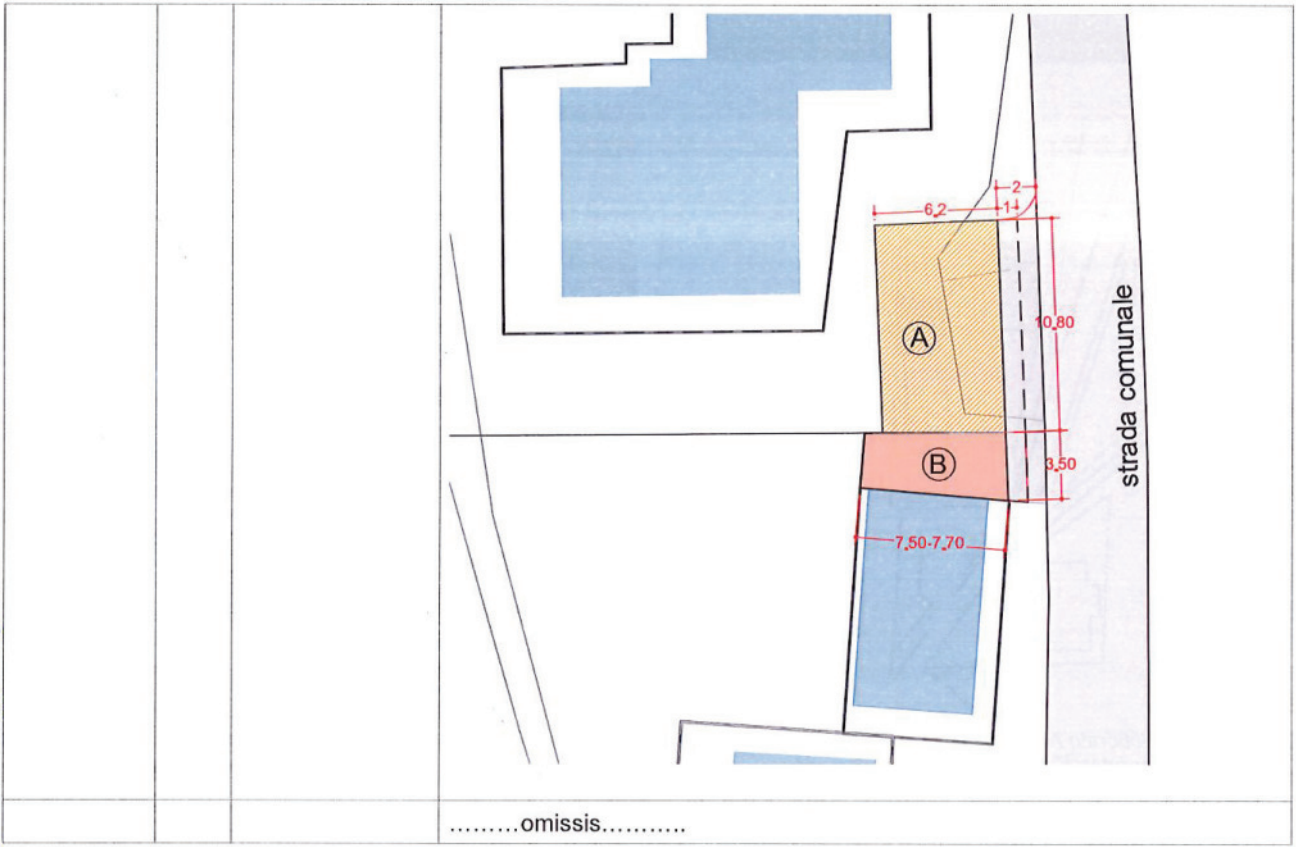 2
6,2
1
10,80
A
strada comunale
B
3,50
7,50-7,70
.........omissis...........